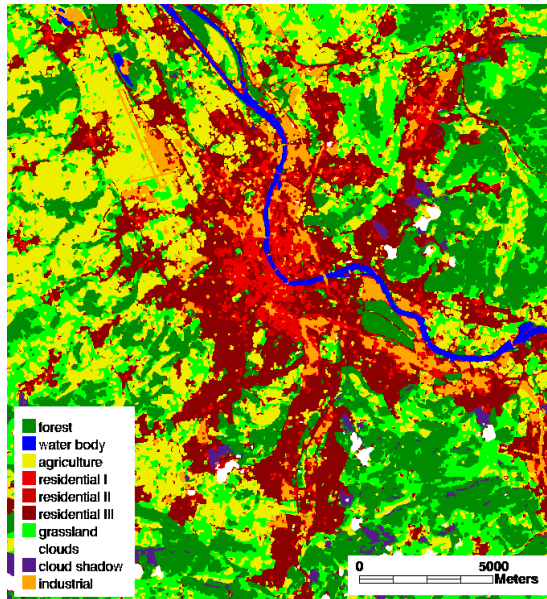 forest
water body
agriculture
residential I
residential II
residential III
grassland
clouds
cloud shadow
industrial
0 5000
Meters